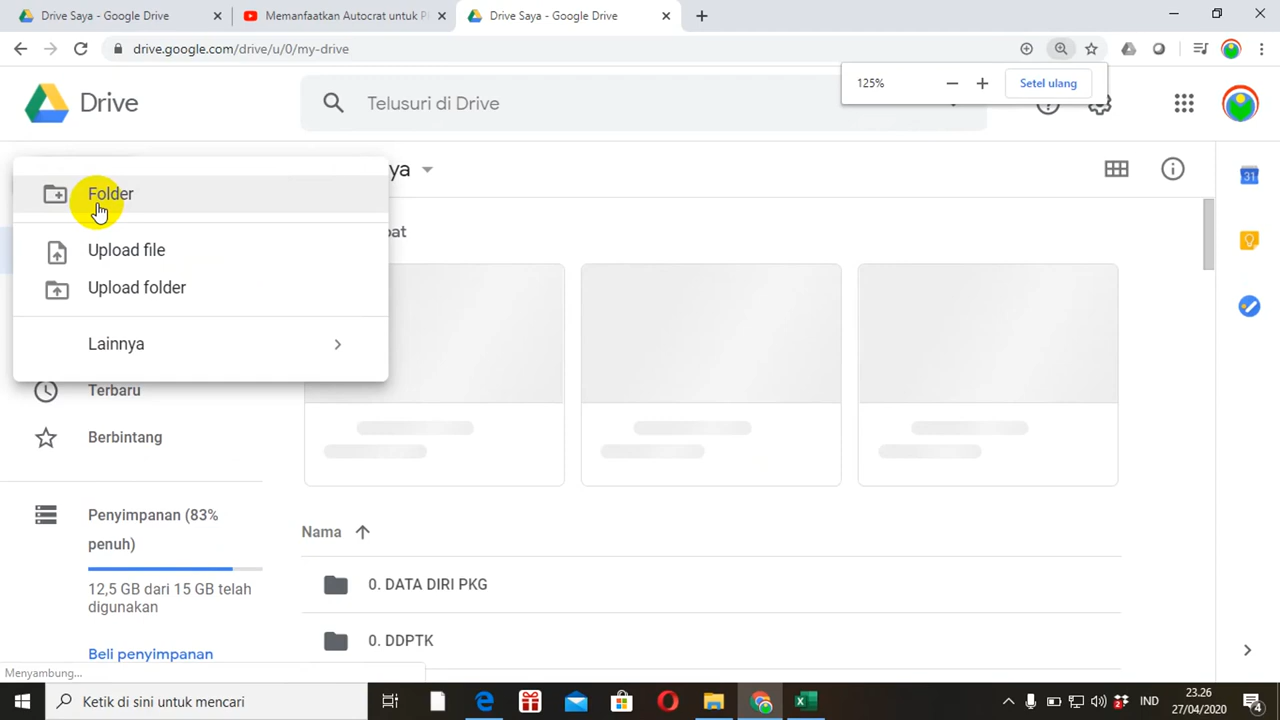 Drive Saya - Google Drive
Memanfaatkan Autocrat untuk P
Drive Saya - Google Drive
drive.google.com/drive/u/0/my-drive
125%
Setel ulang
Drive
Telusuri di Drive
Folder
Upload file
Upload folder
Lainnya
Terbaru
Berbintang
Penyimpanan (83%
penuh)
12,5 GB dari 15 GB telah
digunakan
Beli penyimpanan
ya
pat
Nama
0. DATA DIRI PKG
0. DDPTK
31
Menyambung...
Ketik di sini untuk mencari
IND
23.26
27/04/2020
4